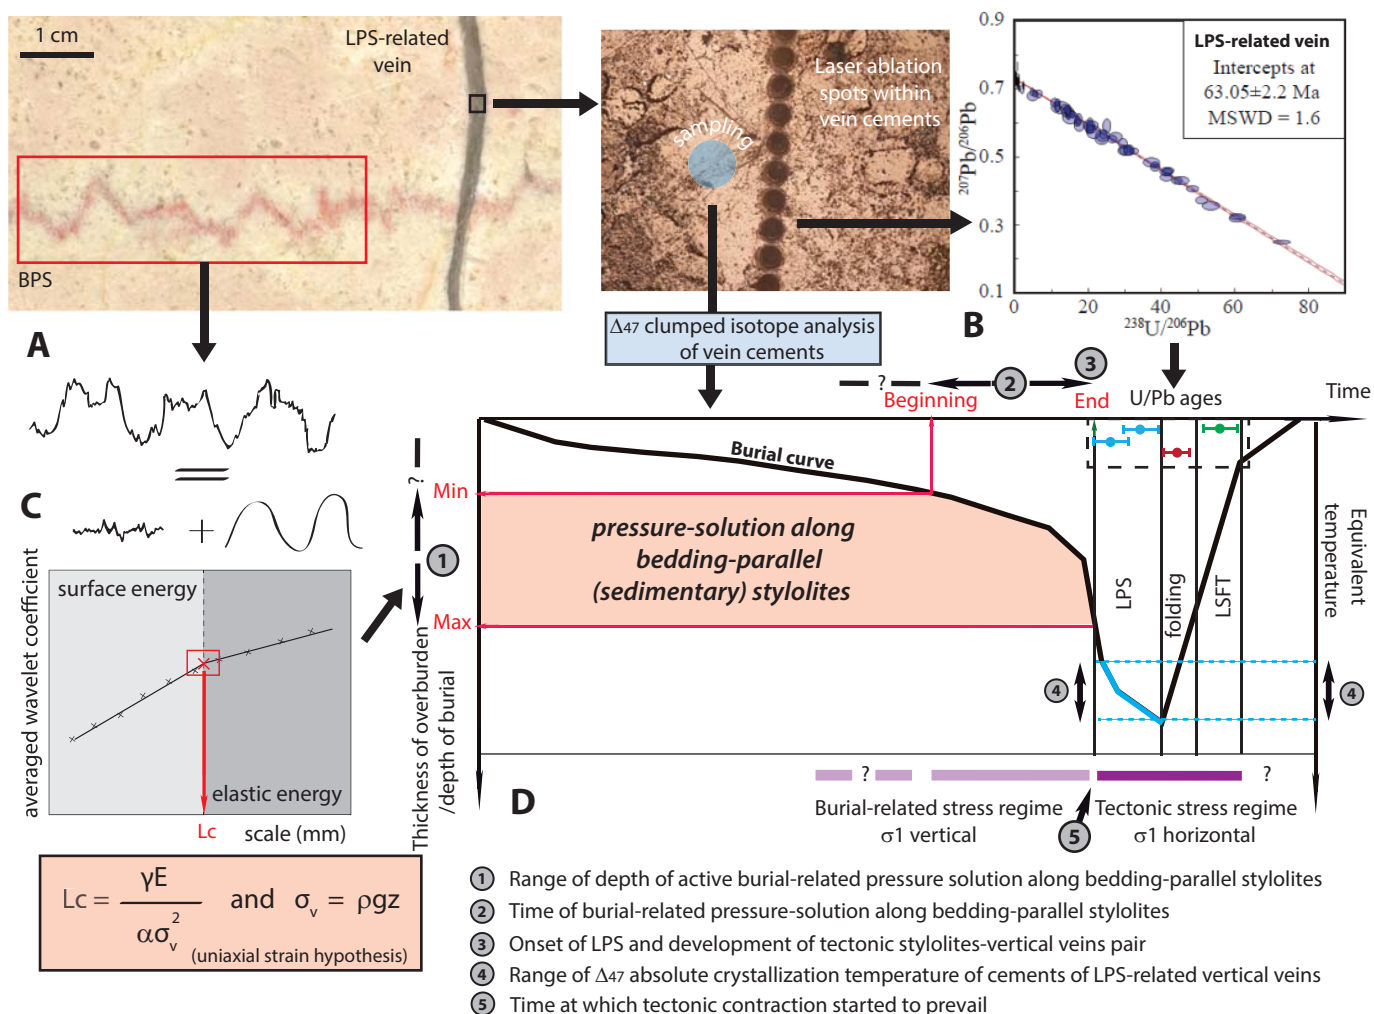 1 cm
LPS-related
vein
BPS
A
sampling
Laser ablation
spots within
vein cements
Δ47 clumped isotope analysis
of vein cements
0.9
0.7
0.5
0.3
0.1
207Pb/206Pb
LPS-related vein
Intercepts at
63.05±2.2 Ma
MSWD = 1.6
0
20
40
60
80
238U/206Pb
B
C
surface energy
elastic energy
averaged wavelet coefficient
Lc
scale (mm)
Lc = γE / ασv² and σv = ρgz
(uniaxial strain hypothesis)
?
2
3
Beginning
End
U/Pb ages
Time
Burial curve
?
Min
1
Max
Thickness of overburden
/depth of burial
pressure-solution along
bedding-parallel
(sedimentary) stylolites
LPS
folding
LSFT
Equivalent
temperature
4
4
D
?
?
Burial-related stress regime
σ1 vertical
5
Tectonic stress regime
σ1 horizontal
1 Range of depth of active burial-related pressure solution along bedding-parallel stylolites
2 Time of burial-related pressure-solution along bedding-parallel stylolites
3 Onset of LPS and development of tectonic stylolites-vertical veins pair
4 Range of Δ47 absolute crystallization temperature of cements of LPS-related vertical veins
5 Time at which tectonic contraction started to prevail